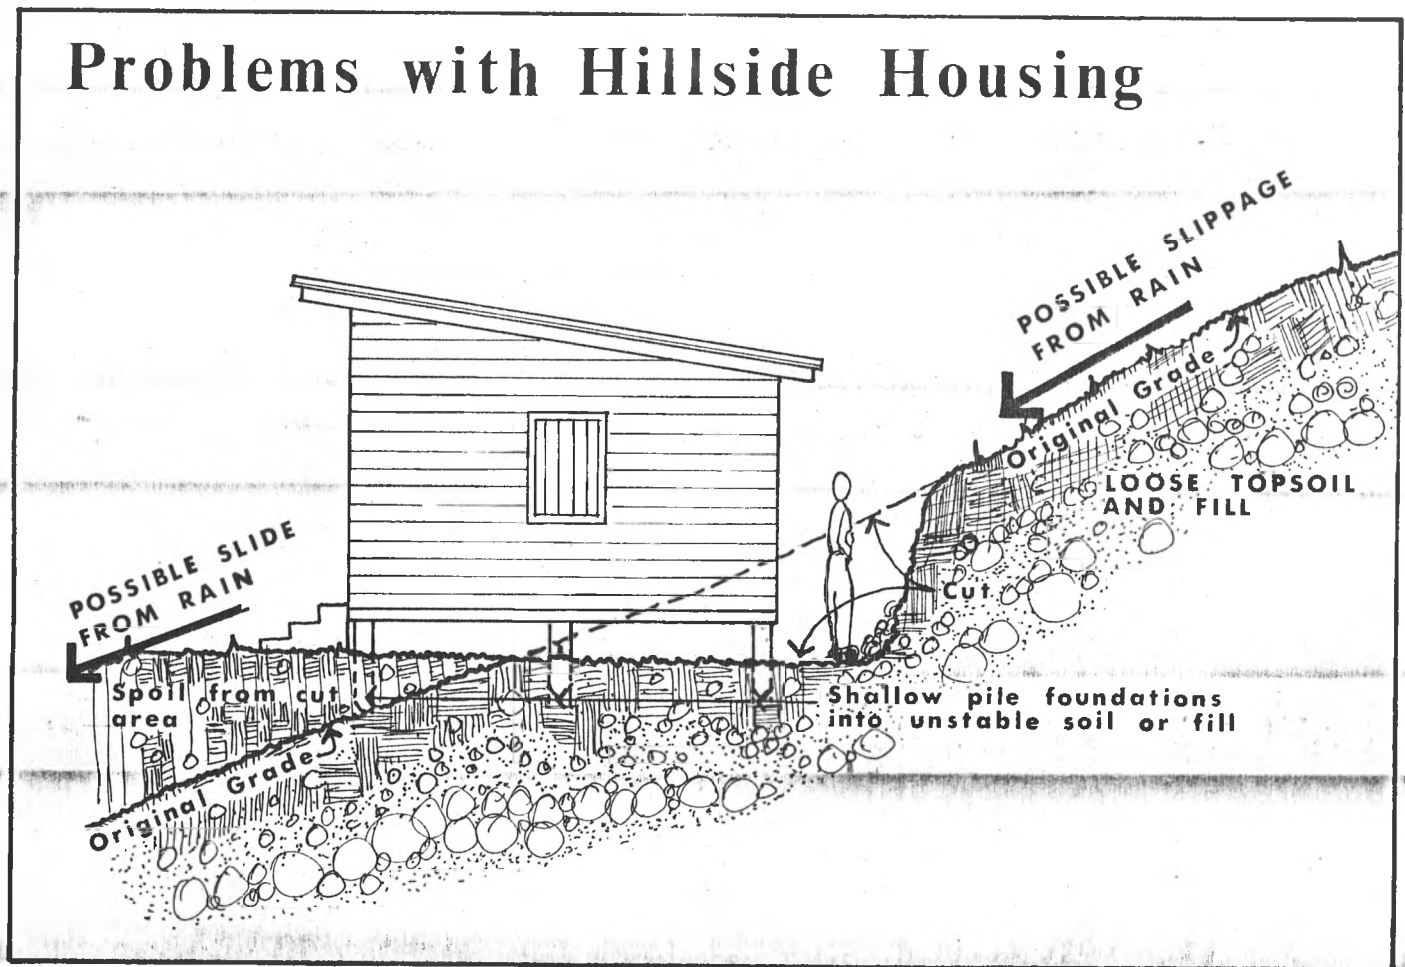 Problems with Hillside Housing
POSSIBLE SLIPPAGE
FROM RAIN
Original Grade
LOOSE TOPSOIL
AND FILL
POSSIBLE SLIDE
FROM RAIN
Cut
Spoil from cut
area
Shallow pile foundations
into unstable soil or fill
Original Grade